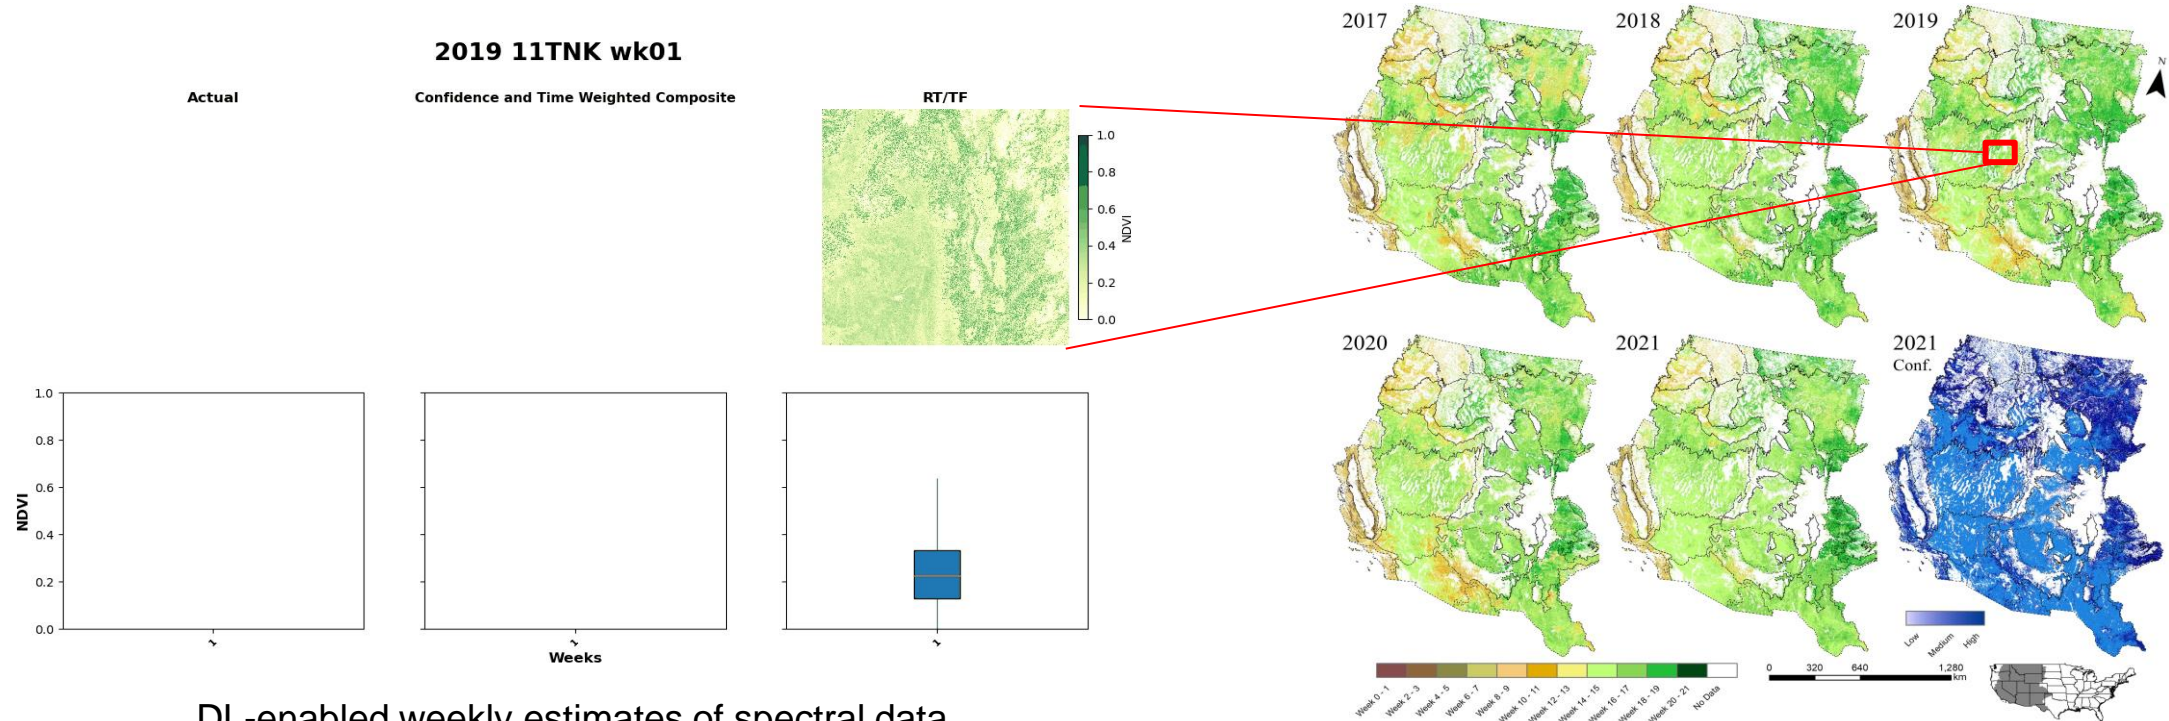 2019 11TNK wk01
Actual
Confidence and Time Weighted Composite
RT/TF
1.0
0.8
0.6
0.4
0.2
0.0
NDVI
1.0
0.8
0.6
0.4
0.2
0.0
NDVI
1
1
1
Weeks
DL-enabled weekly estimates of spectral data
2017
2018
2019
N
2020
2021
2021
Conf.
Low
Medium
High
Week 0 - 1
Week 2 - 3
Week 4 - 5
Week 6 - 7
Week 8 - 9
Week 10 - 11
Week 12 - 13
Week 14 - 15
Week 16 - 17
Week 18 - 19
Week 20 - 21
No Data
0 320 640 1,280
km